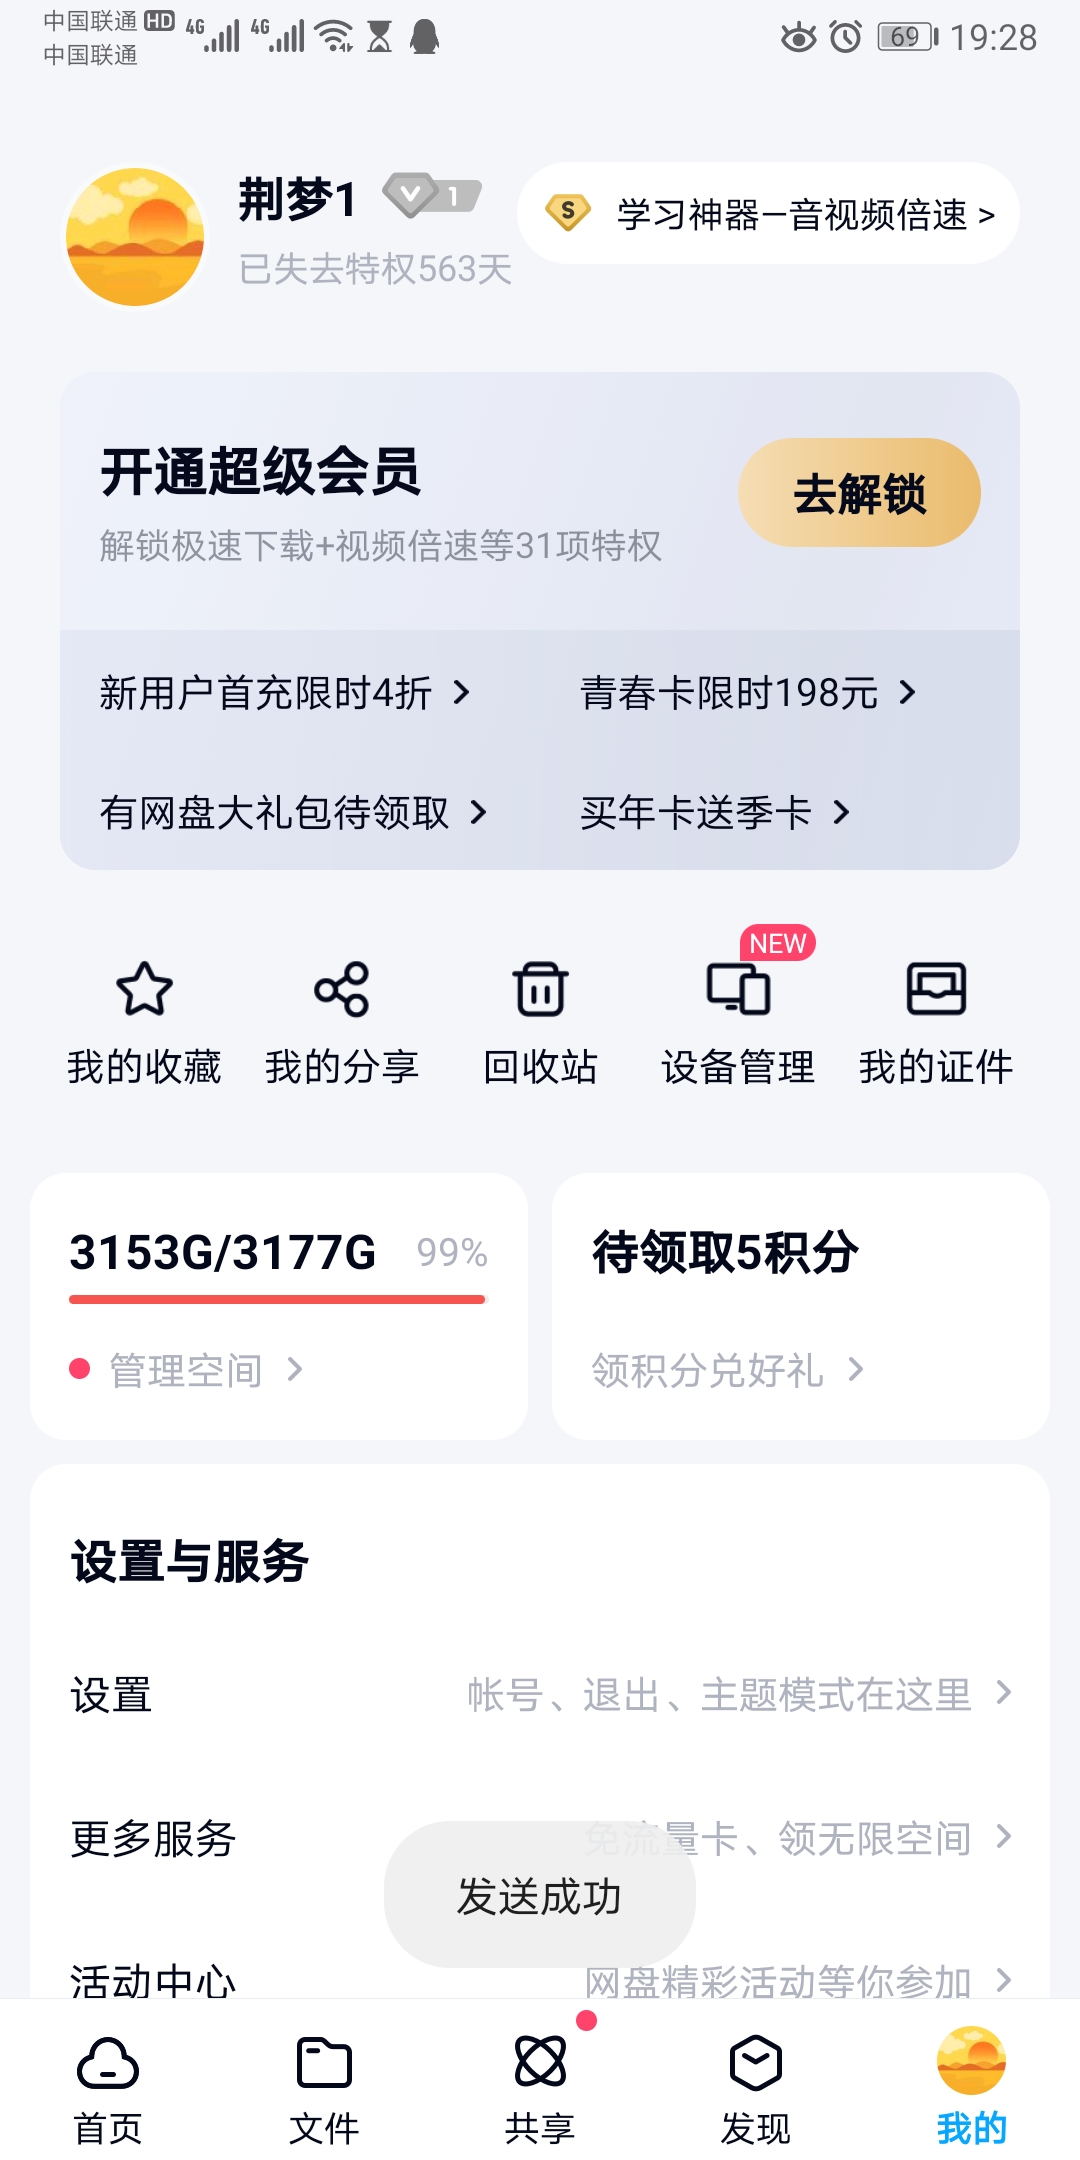 中国联通 HD 4G 4G 69 19:28
中国联通
荆梦1 V 1
S 学习神器—音视频倍速 >
已失去特权563天
开通超级会员
去解锁
解锁极速下载+视频倍速等31项特权
新用户首充限时4折
青春卡限时198元
有网盘大礼包待领取
买年卡送季卡
NEW
我的收藏 我的分享 回收站 设备管理 我的证件
3153G/3177G 99%
管理空间
待领取5积分
领积分兑好礼
设置与服务
设置 帐号、退出、主题模式在这里
更多服务 免流量卡、领无限空间
发送成功
活动中心 网盘精彩活动等你参加
首页 文件 共享 发现 我的